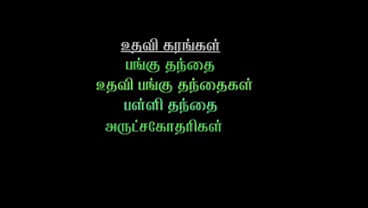 உதவி கரங்கள்
பங்கு தந்தை
உதவி பங்கு தந்தைகள்
பள்ளி தந்தை
அருட்சகோதரிகள்